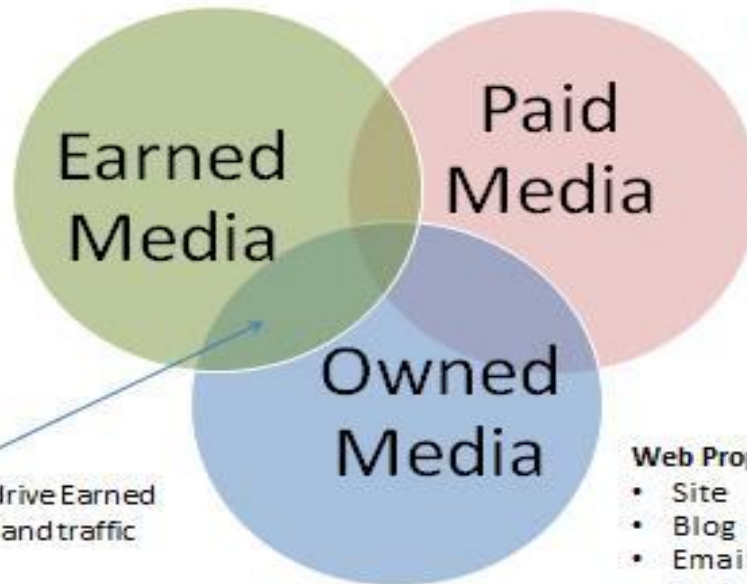 Earned
Media
Paid
Media
Owned
Media
drive Earned
and traffic
Web Prop
• Site
• Blog
• Emai